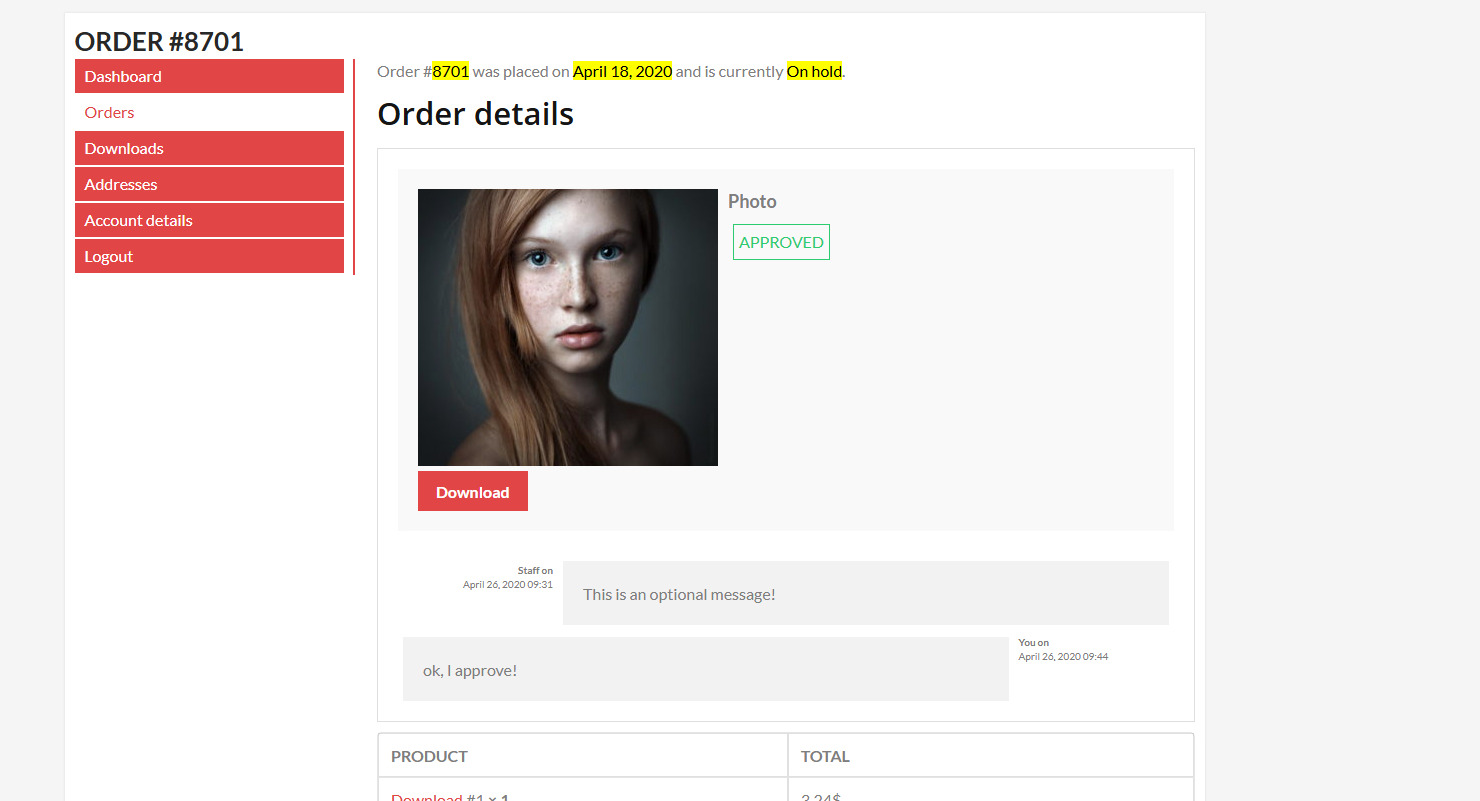 ORDER #8701
Dashboard
Orders
Downloads
Addresses
Account details
Logout
Order #8701 was placed on April 18, 2020 and is currently On hold.
Order details
Photo
APPROVED
Download
Staff on
April 26, 2020 09:31
This is an optional message!
You on
April 26, 2020 09:44
ok, I approve!
PRODUCT
TOTAL
Download #1 × 1
3.24$